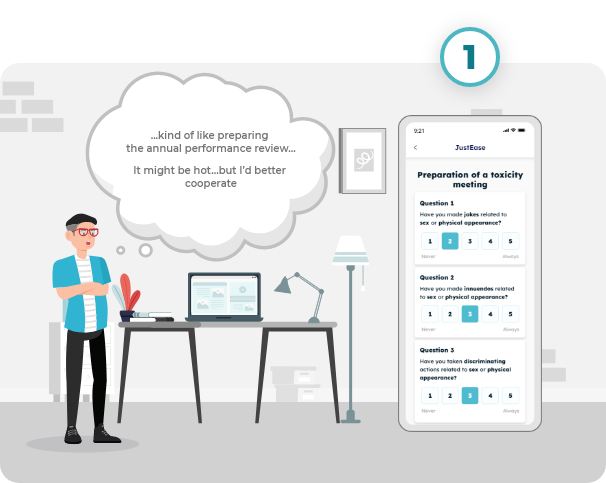 1
...kind of like preparing
the annual performance review...
It might be hot...but I'd better
cooperate
9:21
< JustEase
Preparation of a toxicity
meeting
Question 1
Have you made jokes related to
sex or physical appearance?
1 2 3 4 5
Never Always
Question 2
Have you made innuendos related
to sex or physical appearance?
1 2 3 4 5
Never Always
Question 3
Have you taken discriminating
actions related to sex or physical
appearance?
1 2 3 4 5
Never Always